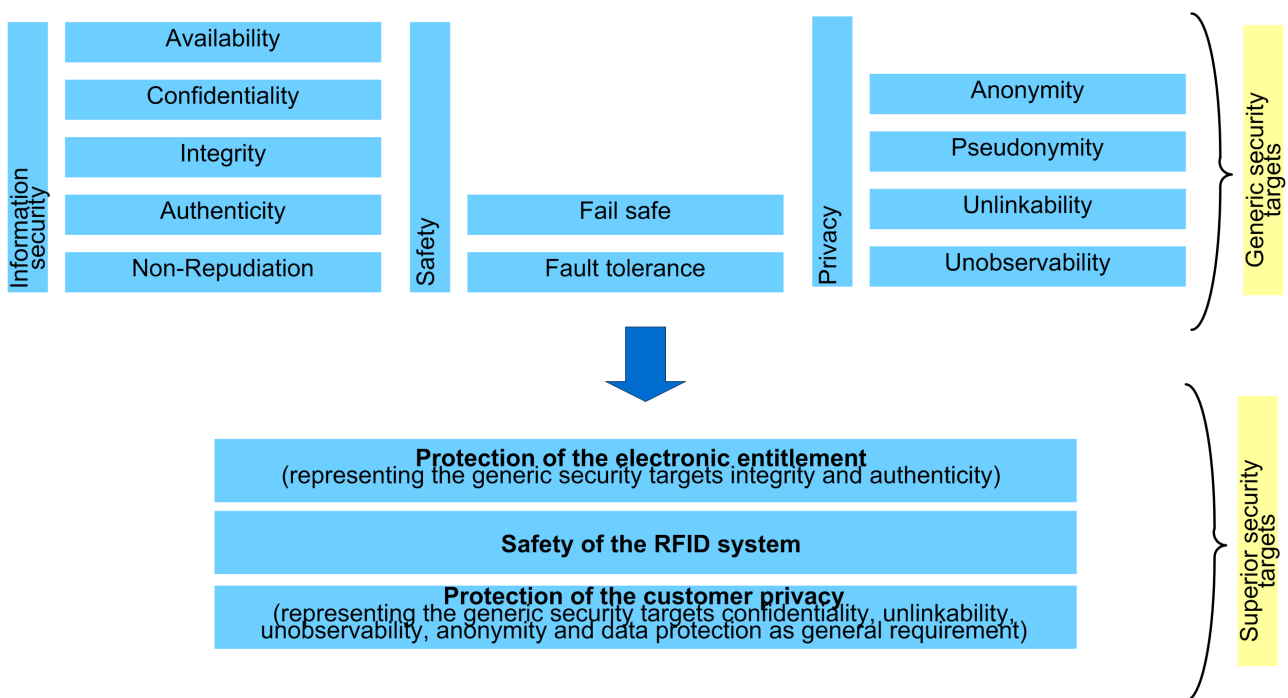 Information
security
Availability
Confidentiality
Integrity
Authenticity
Non-Repudiation
Safety
Fail safe
Fault tolerance
Privacy
Anonymity
Pseudonymity
Unlinkability
Unobservability
Generic security
targets
Protection of the electronic entitlement
(representing the generic security targets integrity and authenticity)
Safety of the RFID system
Protection of the customer privacy
(representing the generic security targets confidentiality, unlinkability,
unobservability, anonymity and data protection as general requirement)
Superior security
targets